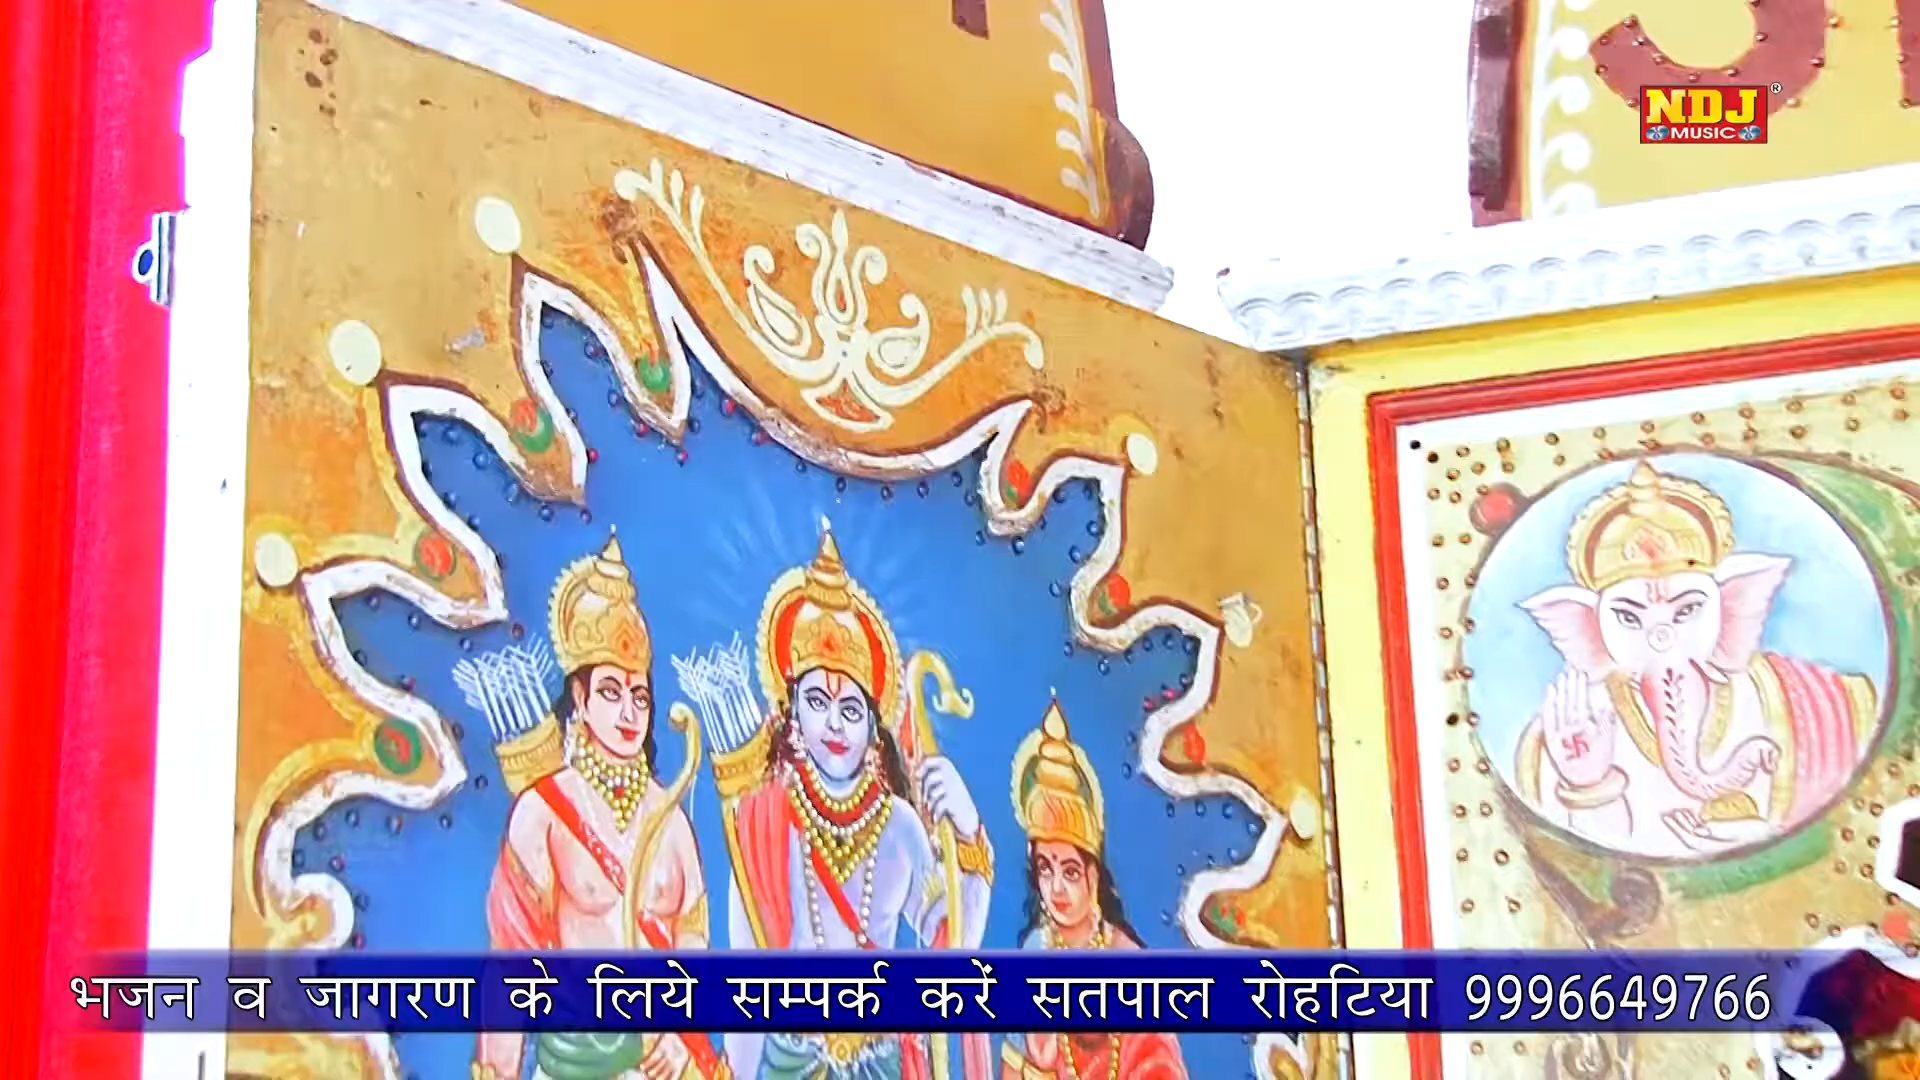 NDJ®
MUSIC
भजन व जागरण के लिये सम्पर्क करें सतपाल रोहटिया 9996649766